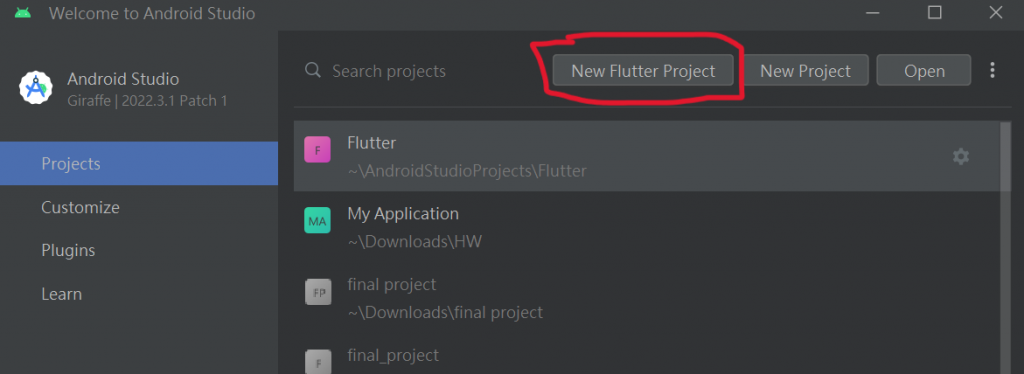 Welcome to Android Studio
Android Studio
Giraffe | 2022.3.1 Patch 1
Projects
Customize
Plugins
Learn
Search projects
New Flutter Project
New Project
Open
F
Flutter
~\AndroidStudioProjects\Flutter
MA
My Application
~\Downloads\HW
FP
final project
~\Downloads\final project
F
final_project